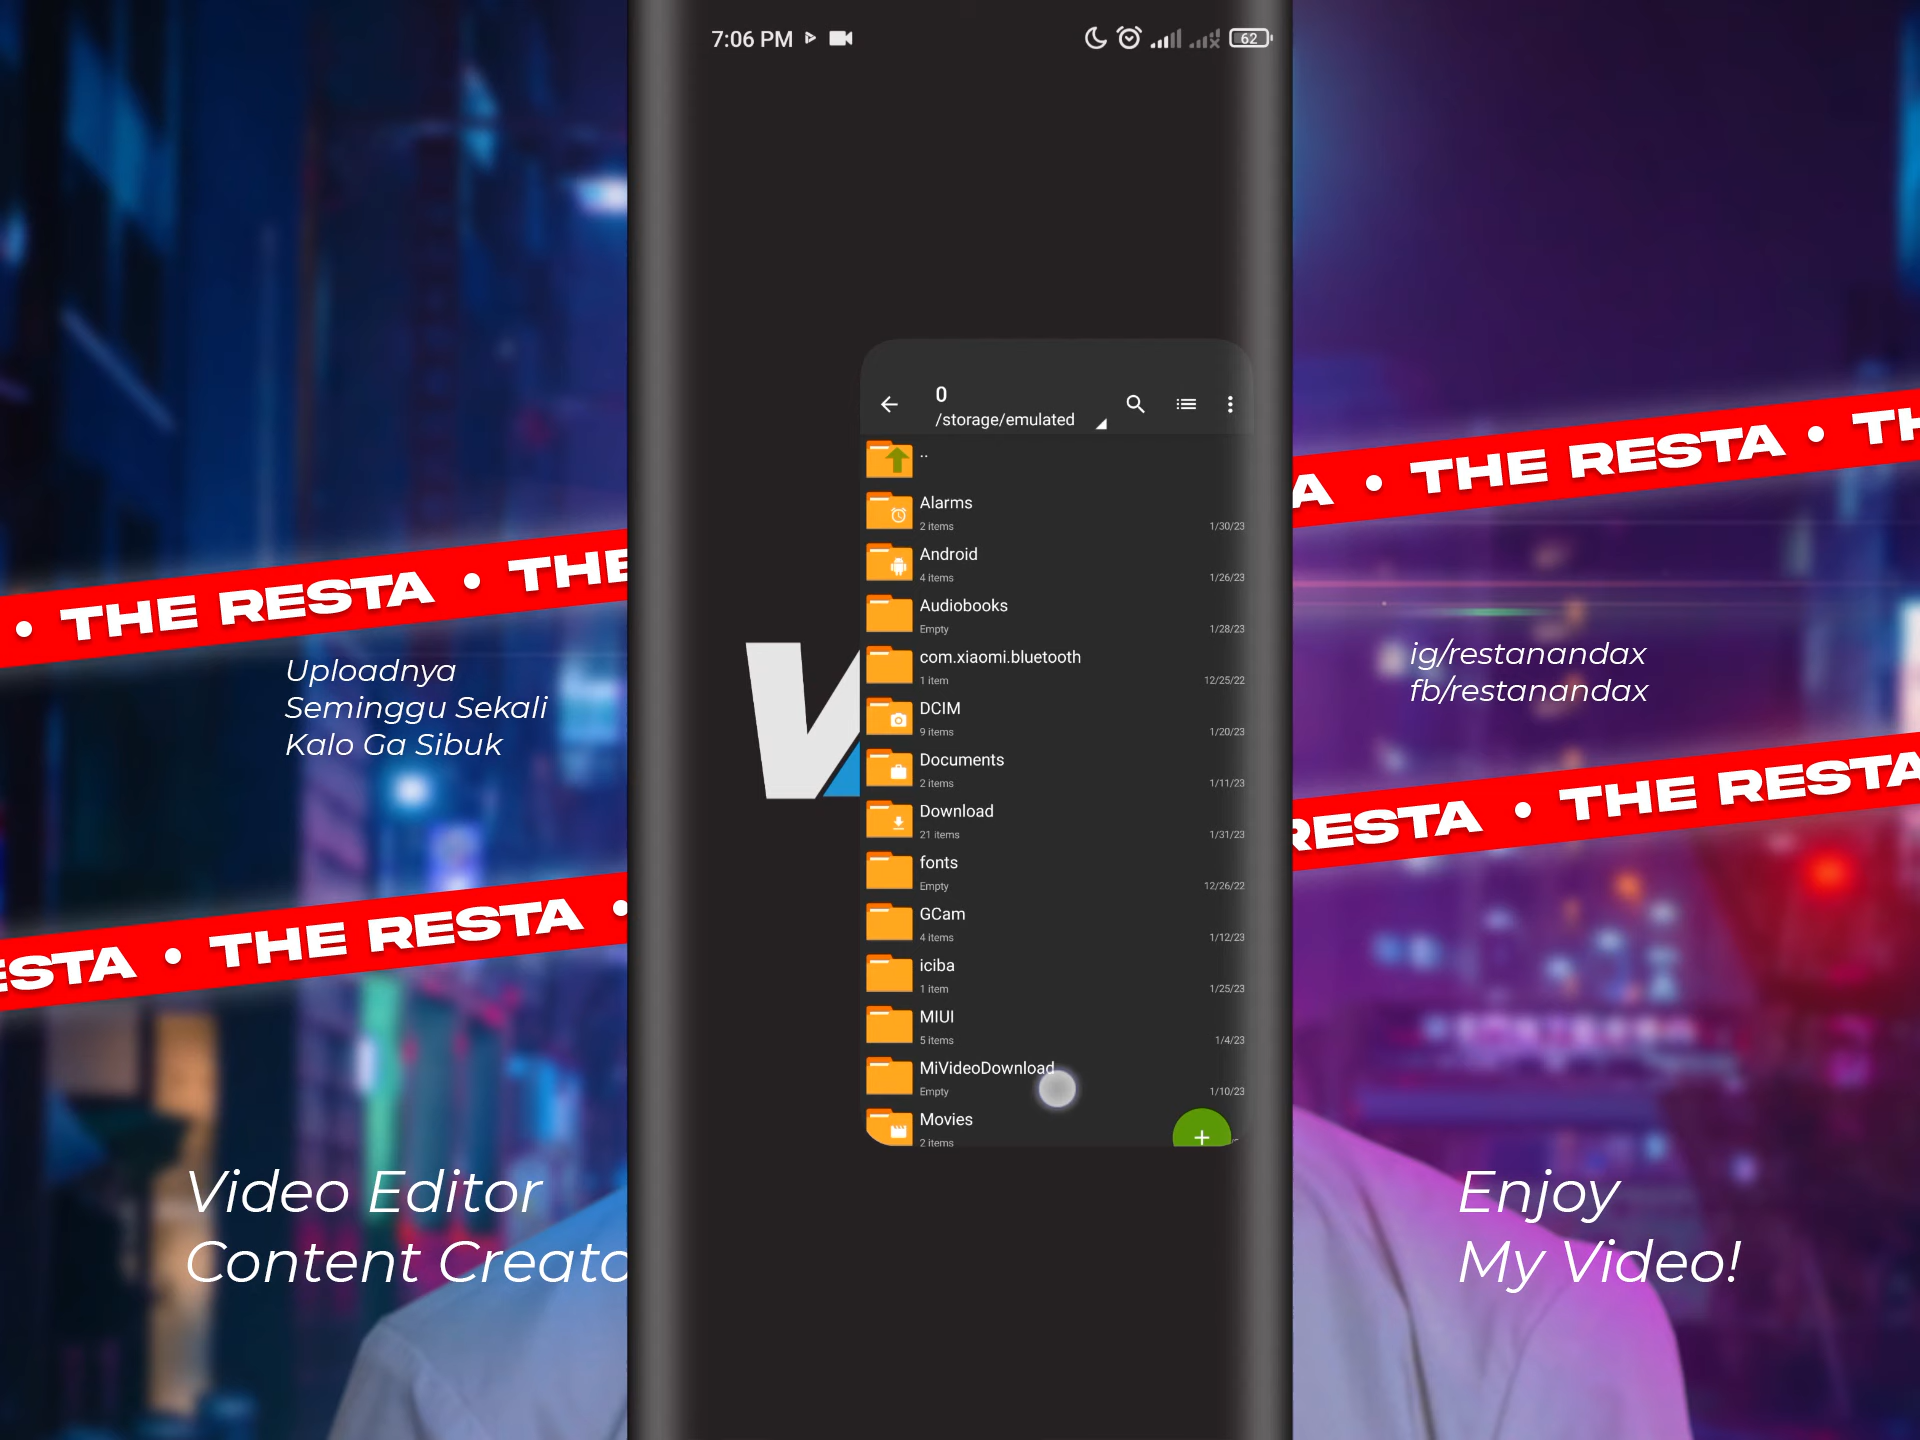 7:06 PM
62
0
/storage/emulated
..
Alarms
2 items
1/30/23
Android
4 items
1/26/23
Audiobooks
Empty
1/28/23
com.xiaomi.bluetooth
1 item
12/25/22
DCIM
9 items
1/20/23
Documents
2 items
1/11/23
Download
21 items
1/31/23
fonts
Empty
12/26/22
GCam
4 items
1/12/23
iciba
1 item
1/25/23
MIUI
5 items
1/4/23
MiVideoDownload
Empty
1/10/23
Movies
2 items
+
V
• THE RESTA • THE
A • THE RESTA • TH
Uploadnya
Seminggu Sekali
Kalo Ga Sibuk
ig/restanandax
fb/restanandax
ESTA • THE RESTA •
RESTA • THE RESTA
Video Editor
Content Creato
Enjoy
My Video!